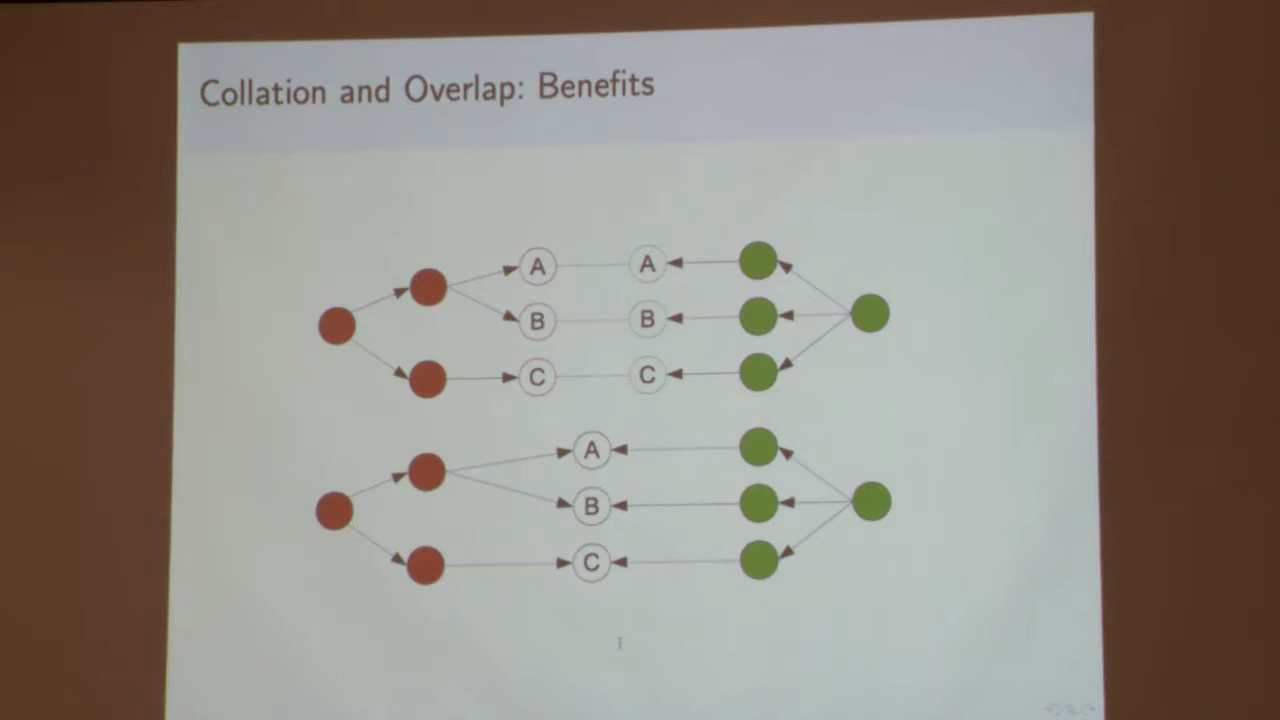 Collation and Overlap: Benefits
A A
B B
C C
A
B
C